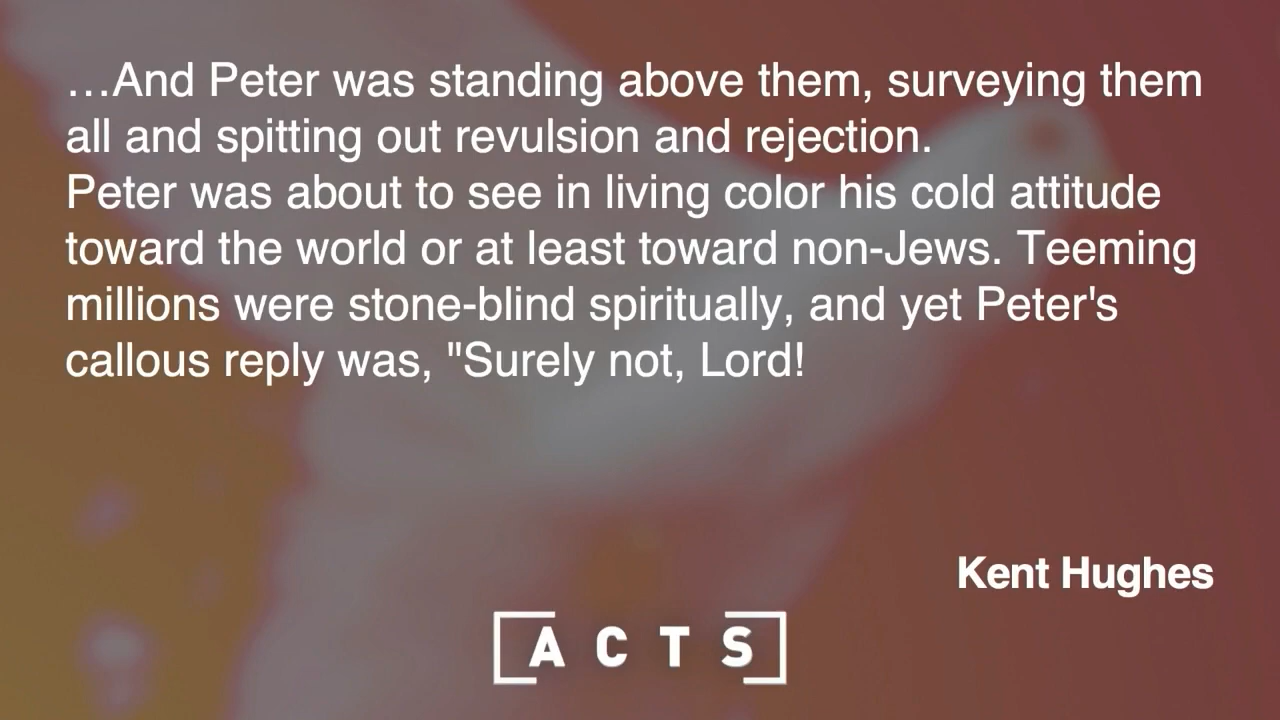 …And Peter was standing above them, surveying them
all and spitting out revulsion and rejection.
Peter was about to see in living color his cold attitude
toward the world or at least toward non-Jews. Teeming
millions were stone-blind spiritually, and yet Peter's
callous reply was, "Surely not, Lord!
Kent Hughes
[ACTS]